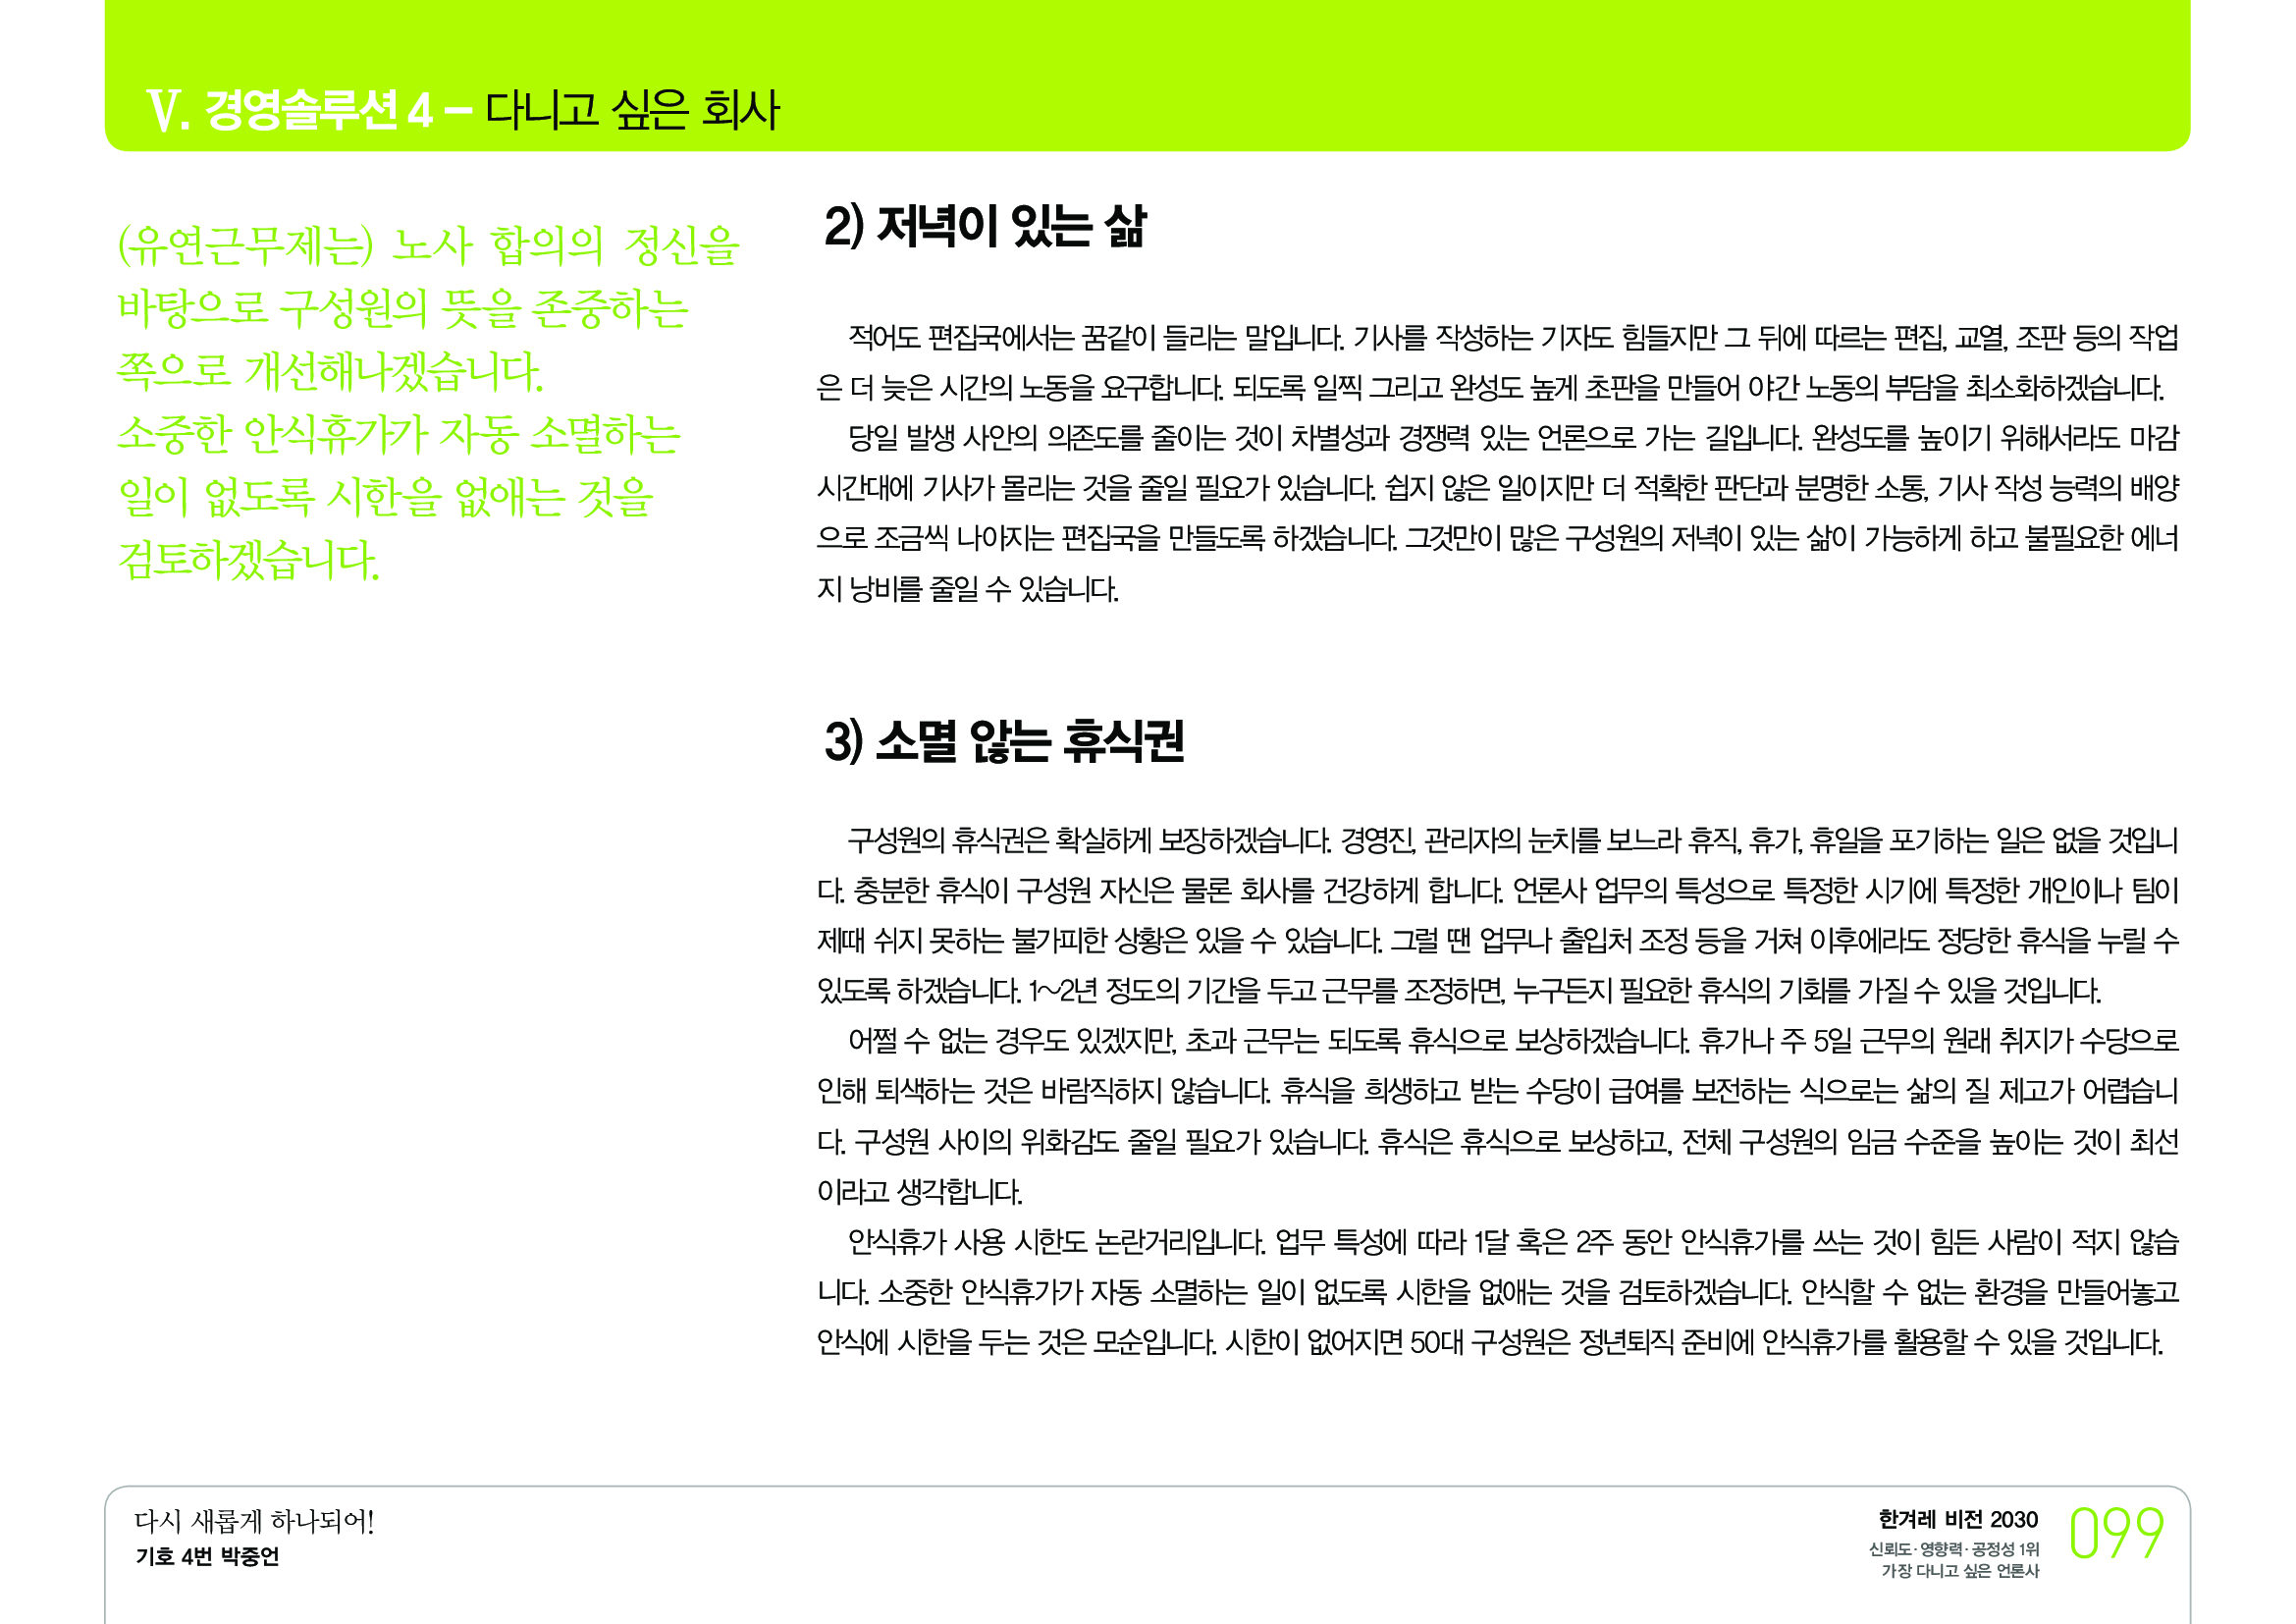 V. 경영솔루션 4 – 다니고 싶은 회사
(유연근무제는) 노사 합의의 정신을
바탕으로 구성원의 뜻을 존중하는
쪽으로 개선해나겠습니다.
소중한 안식휴가가 자동 소멸하는
일이 없도록 시한을 없애는 것을
검토하겠습니다.
2) 저녁이 있는 삶
적어도 편집국에서는 꿈같이 들리는 말입니다. 기사를 작성하는 기자도 힘들지만 그 뒤에 따르는 편집, 교열, 조판 등의 작업
은 더 늦은 시간의 노동을 요구합니다. 되도록 일찍 그리고 완성도 높게 초판을 만들어 야간 노동의 부담을 최소화하겠습니다.
당일 발생 사안의 의존도를 줄이는 것이 차별성과 경쟁력 있는 언론으로 가는 길입니다. 완성도를 높이기 위해서라도 마감
시간대에 기사가 몰리는 것을 줄일 필요가 있습니다. 쉽지 않은 일이지만 더 적확한 판단과 분명한 소통, 기사 작성 능력의 배양
으로 조금씩 나아지는 편집국을 만들도록 하겠습니다. 그것만이 많은 구성원의 저녁이 있는 삶이 가능하게 하고 불필요한 에너
지 낭비를 줄일 수 있습니다.
3) 소멸 않는 휴식권
구성원의 휴식권은 확실하게 보장하겠습니다. 경영진, 관리자의 눈치를 보느라 휴직, 휴가, 휴일을 포기하는 일은 없을 것입니
다. 충분한 휴식이 구성원 자신은 물론 회사를 건강하게 합니다. 언론사 업무의 특성으로 특정한 시기에 특정한 개인이나 팀이
제때 쉬지 못하는 불가피한 상황은 있을 수 있습니다. 그럴 땐 업무나 출입처 조정 등을 거쳐 이후에라도 정당한 휴식을 누릴 수
있도록 하겠습니다. 1~2년 정도의 기간을 두고 근무를 조정하면, 누구든지 필요한 휴식의 기회를 가질 수 있을 것입니다.
어쩔 수 없는 경우도 있겠지만, 초과 근무는 되도록 휴식으로 보상하겠습니다. 휴가나 주 5일 근무의 원래 취지가 수당으로
인해 퇴색하는 것은 바람직하지 않습니다. 휴식을 희생하고 받는 수당이 급여를 보전하는 식으로는 삶의 질 제고가 어렵습니
다. 구성원 사이의 위화감도 줄일 필요가 있습니다. 휴식은 휴식으로 보상하고, 전체 구성원의 임금 수준을 높이는 것이 최선
이라고 생각합니다.
안식휴가 사용 시한도 논란거리입니다. 업무 특성에 따라 1달 혹은 2주 동안 안식휴가를 쓰는 것이 힘든 사람이 적지 않습
니다. 소중한 안식휴가가 자동 소멸하는 일이 없도록 시한을 없애는 것을 검토하겠습니다. 안식할 수 없는 환경을 만들어놓고
안식에 시한을 두는 것은 모순입니다. 시한이 없어지면 50대 구성원은 정년퇴직 준비에 안식휴가를 활용할 수 있을 것입니다.
다시 새롭게 하나되어!
기호 4번 박중언
한겨레 비전 2030
신뢰도·영향력·공정성 1위
가장 다니고 싶은 언론사
099